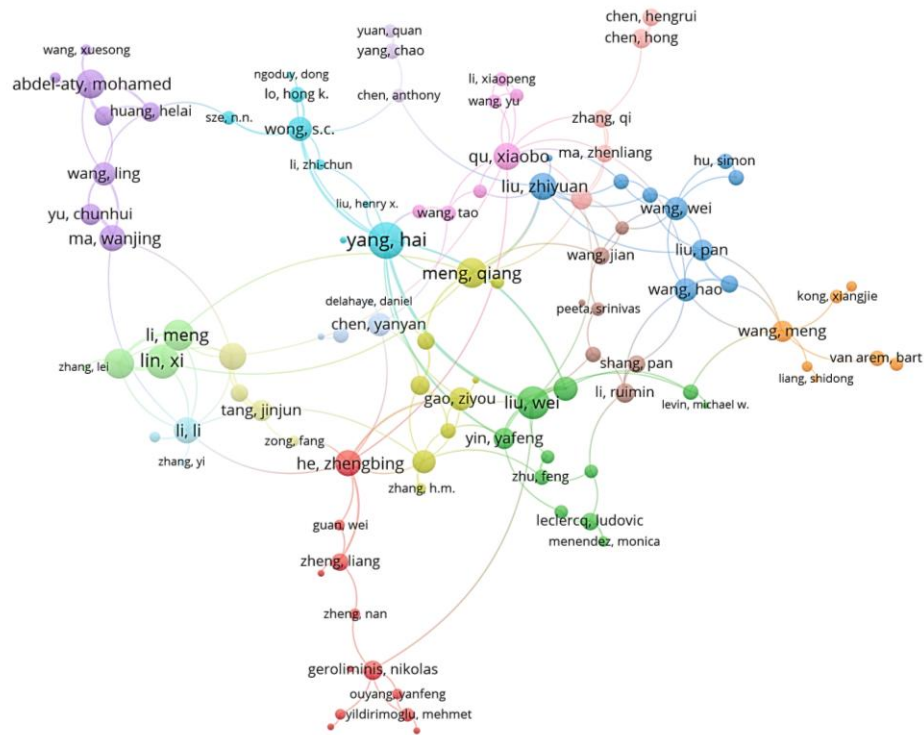 chen, hengrui
yuan, quan
chen, hong
wang, xuesong
yang, chao
ngoduy, dong
abdel-aty, mohamed
li, xiaopeng
lo, hong k.
chen, anthony
wang, yu
huang, helai
sze, n.n.
zhang, qi
wong, s.c.
qu, xiaobo
ma, zhenliang
hu, simon
li, zhi-chun
wang, ling
liu, zhiyuan
liu, henry x.
wang, tao
wang, wei
yu, chunhui
ma, wanjing
yang, hai
liu, pan
wang, jian
meng, qiang
wang, hao
kong, xiangjie
delahaye, daniel
peeta, srinivas
chen, yanyan
wang, meng
li, meng
zhang, lei
lin, xi
shang, pan
van arem, bart
liang, shidong
li, ruimin
gao, ziyou
liu, wei
levin, michael w.
tang, jinjun
li, li
yin, yafeng
zong, fang
zhang, yi
he, zhengbing
zhu, feng
zhang, h.m.
leclercq, ludovic
guan, wei
menendez, monica
zheng, liang
zheng, nan
geroliminis, nikolas
ouyang, yanfeng
yildirimoglu, mehmet